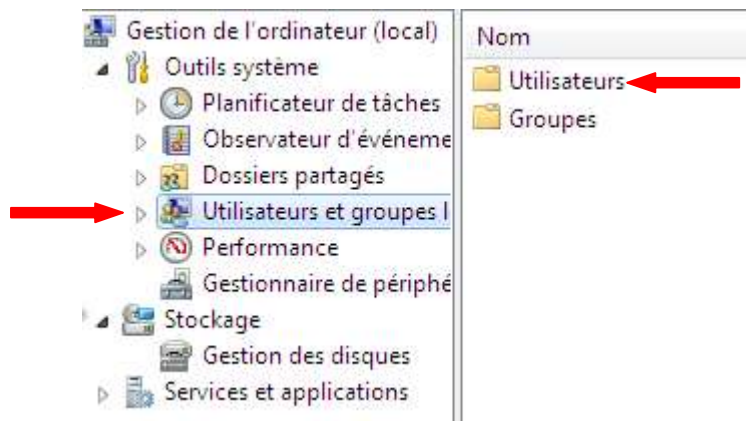 Gestion de l'ordinateur (local)
Outils système
Planificateur de tâches
Observateur d'événeme
Dossiers partagés
Utilisateurs et groupes l
Performance
Gestionnaire de périphé
Stockage
Gestion des disques
Services et applications
Nom
Utilisateurs
Groupes